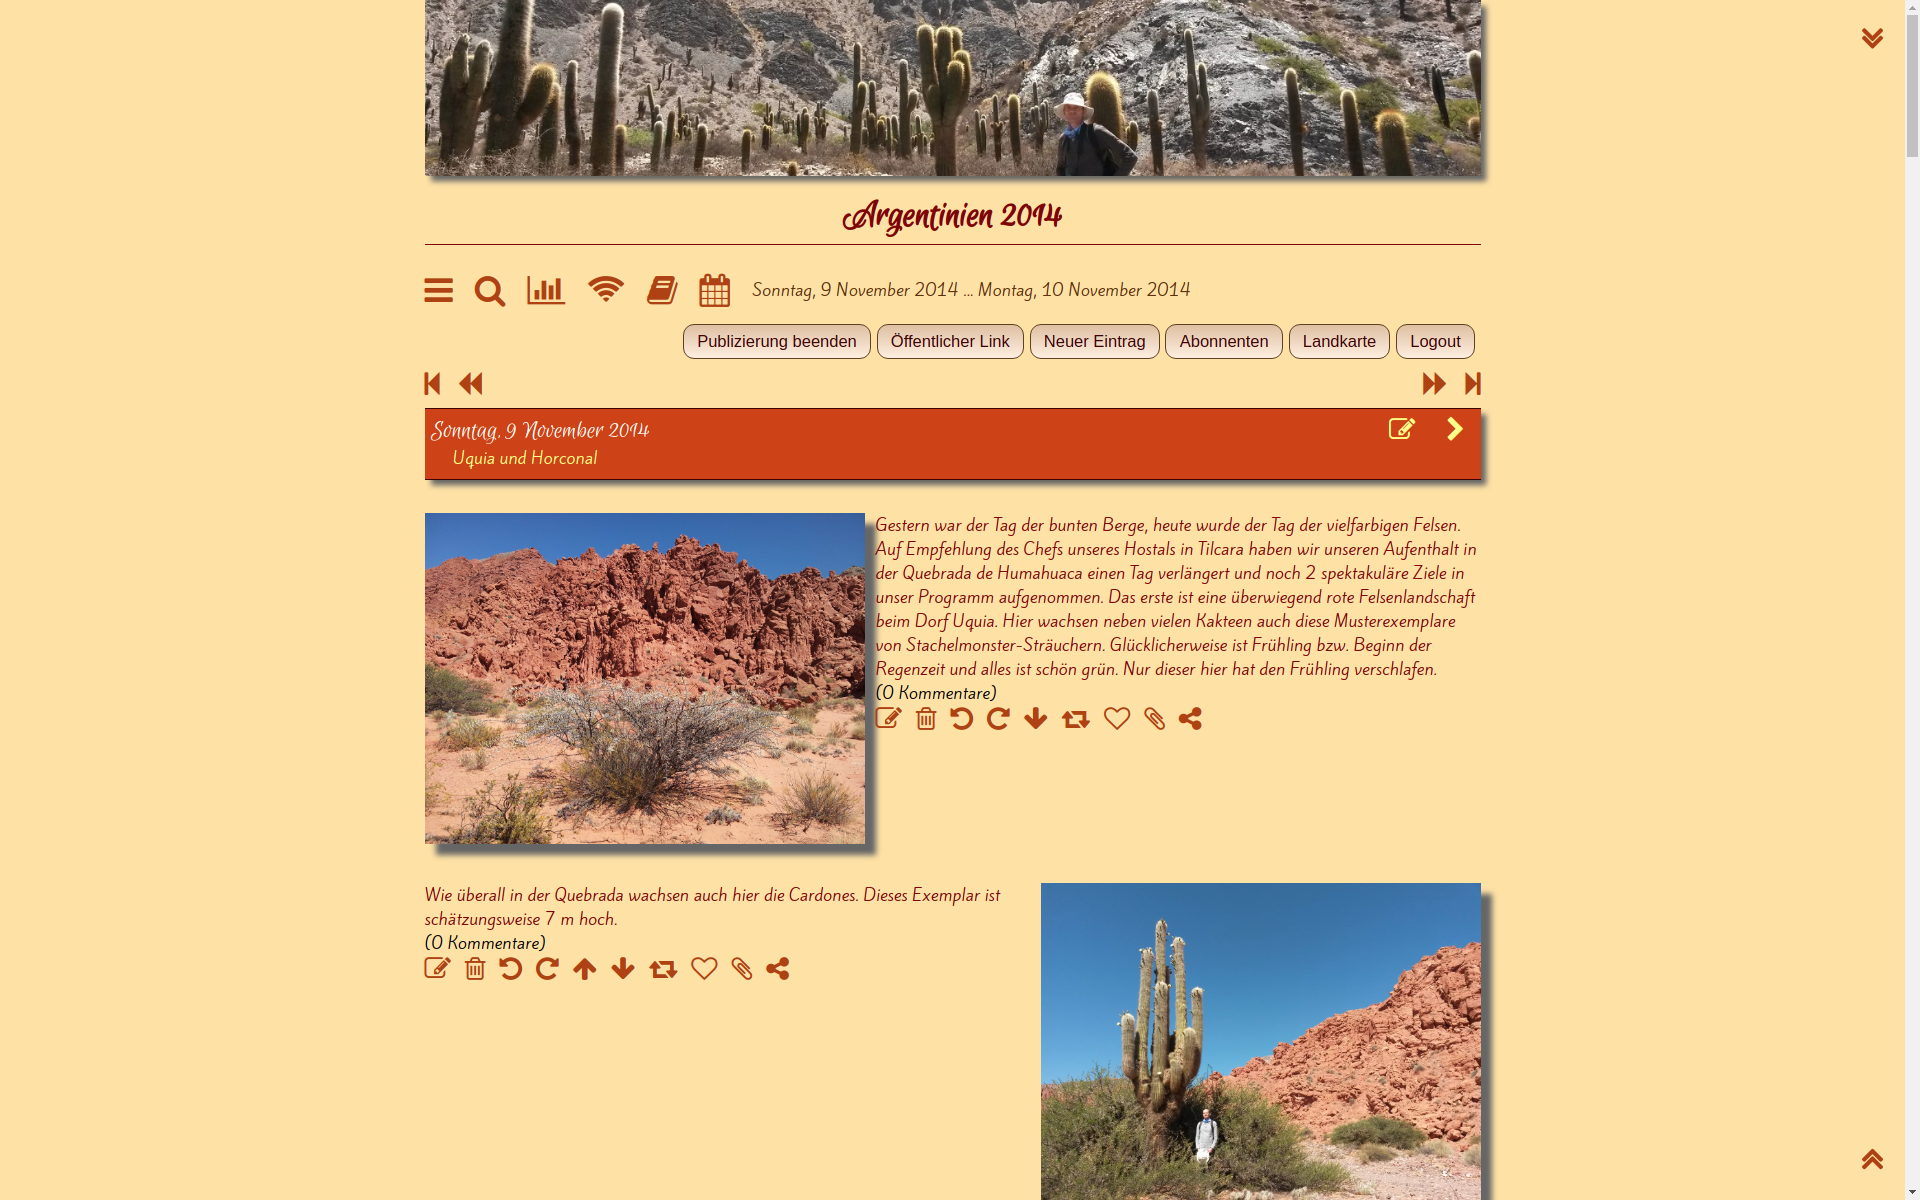 Argentinien 2014
Sonntag, 9 November 2014 ... Montag, 10 November 2014
Publizierung beenden
Öffentlicher Link
Neuer Eintrag
Abonnenten
Landkarte
Logout
Sonntag, 9 November 2014
Uquia und Horconal
Gestern war der Tag der bunten Berge, heute wurde der Tag der vielfarbigen Felsen.
Auf Empfehlung des Chefs unseres Hostals in Tilcara haben wir unseren Aufenthalt in
der Quebrada de Humahuaca einen Tag verlängert und noch 2 spektakuläre Ziele in
unser Programm aufgenommen. Das erste ist eine überwiegend rote Felsenlandschaft
beim Dorf Uquia. Hier wachsen neben vielen Kakteen auch diese Musterexemplare
von Stachelmonster-Sträuchern. Glücklicherweise ist Frühling bzw. Beginn der
Regenzeit und alles ist schön grün. Nur dieser hier hat den Frühling verschlafen.
(0 Kommentare)
Wie überall in der Quebrada wachsen auch hier die Cardones. Dieses Exemplar ist
schätzungsweise 7 m hoch.
(0 Kommentare)